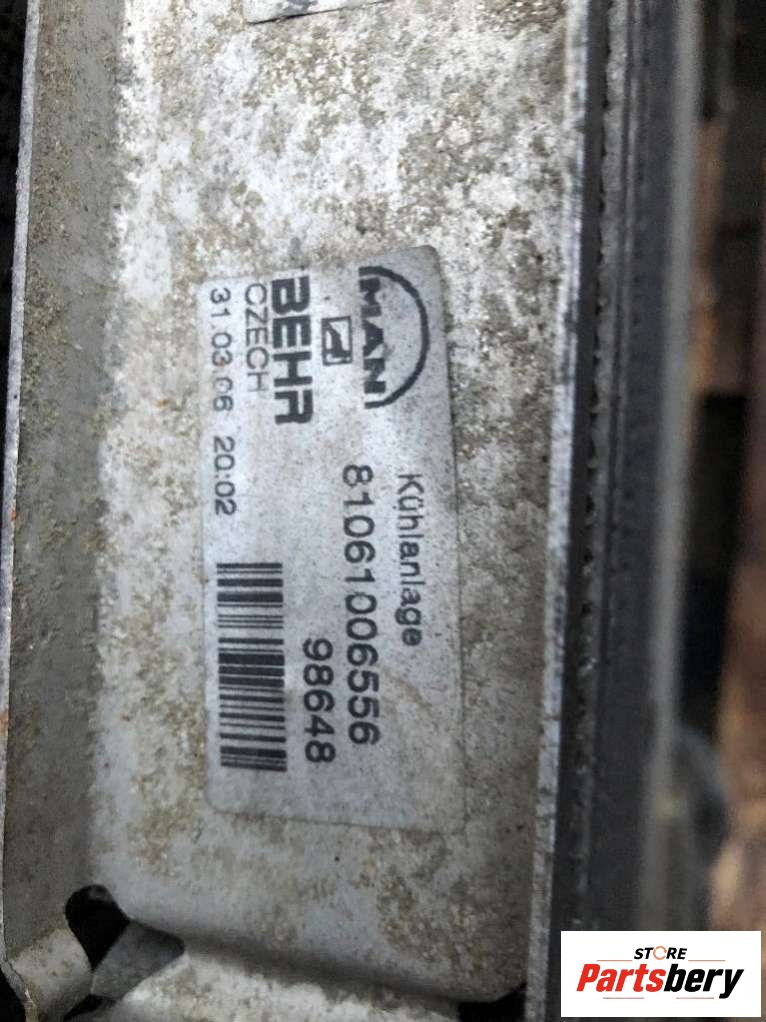 MAN
Kühlanlage
81061006556
BEHR
98648
CZECH
31.03.06 20:02
STORE
Partsbery